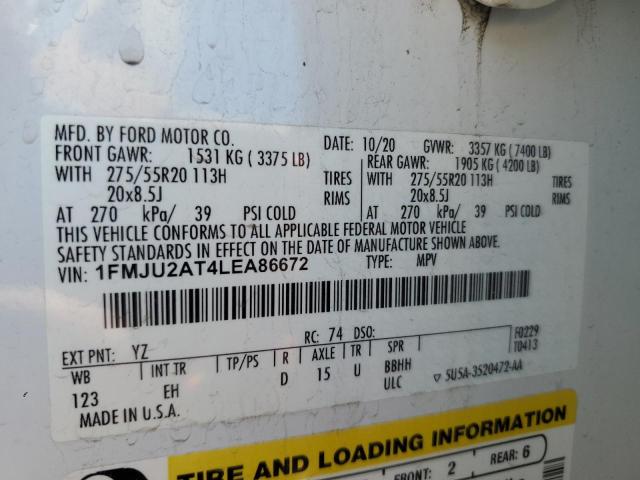 MFD. BY FORD MOTOR CO. DATE: 10/20 GVWR: 3357 KG (7400 LB)
FRONT GAWR: 1531 KG (3375 LB) REAR GAWR: 1905 KG (4200 LB)
WITH 275/55R20 113H TIRES WITH 275/55R20 113H TIRES
20x8.5J RIMS 20x8.5J RIMS
AT 270 kPa/ 39 PSI COLD AT 270 kPa/ 39 PSI COLD
THIS VEHICLE CONFORMS TO ALL APPLICABLE FEDERAL MOTOR VEHICLE
SAFETY STANDARDS IN EFFECT ON THE DATE OF MANUFACTURE SHOWN ABOVE.
VIN: 1FMJU2AT4LEA86672 TYPE: MPV
EXT PNT: YZ RC: 74 DSO: F0229
WB INT TR TP/PS R AXLE TR SPR T0413
123 EH D 15 U BBHH
ULC 5U5A-3520472-AA
MADE IN U.S.A.
TIRE AND LOADING INFORMATION
FRONT: 2 REAR: 6